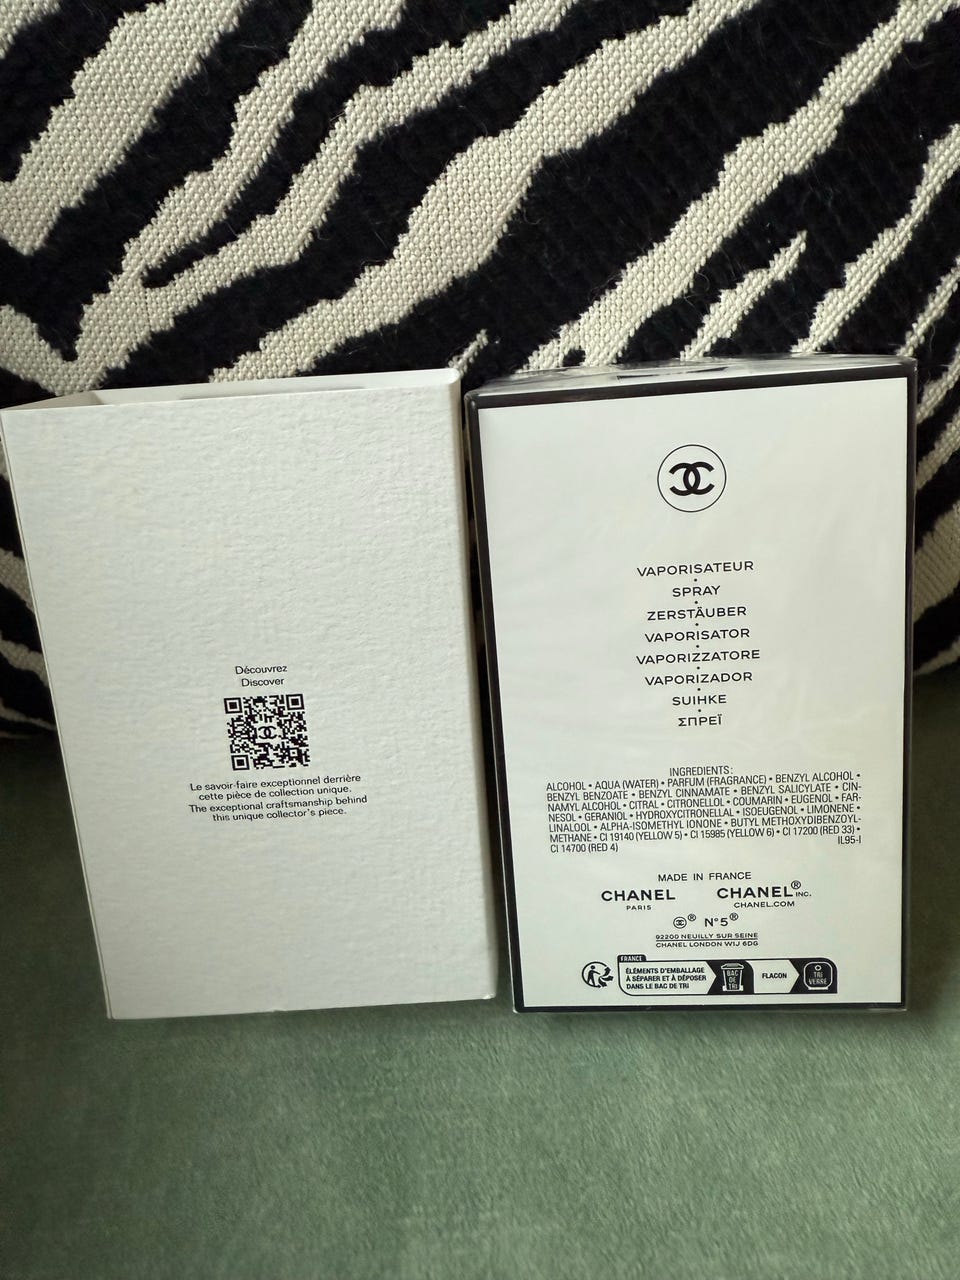 Découvrez
Discover
Le savoir-faire exceptionnel derrière
cette pièce de collection unique.
The exceptional craftsmanship behind
this unique collector's piece.
VAPORISATEUR
•
SPRAY
•
ZERSTÄUBER
•
VAPORISATOR
•
VAPORIZZATORE
•
VAPORIZADOR
•
SUIHKE
•
ΣΠΡΕΪ
INGREDIENTS:
ALCOHOL • AQUA (WATER) • PARFUM (FRAGRANCE) • BENZYL ALCOHOL •
BENZYL BENZOATE • BENZYL CINNAMATE • BENZYL SALICYLATE • CIN-
NAMYL ALCOHOL • CITRAL • CITRONELLOL • COUMARIN • EUGENOL • FAR-
NESOL • GERANIOL • HYDROXYCITRONELLAL • ISOEUGENOL • LIMONENE •
LINALOOL • ALPHA-ISOMETHYL IONONE • BUTYL METHOXYDIBENZOYL-
METHANE • CI 19140 (YELLOW 5) • CI 15985 (YELLOW 6) • CI 17200 (RED 33) •
CI 14700 (RED 4) IL95-I
MADE IN FRANCE
CHANEL CHANEL® INC.
PARIS CHANEL.COM
® N°5®
92200 NEUILLY SUR SEINE
CHANEL LONDON W1J 6DG
FRANCE
ÉLÉMENTS D'EMBALLAGE
À SÉPARER ET À DÉPOSER
DANS LE BAC DE TRI
BAC
DE
TRI
FLACON
TRI
VERRE